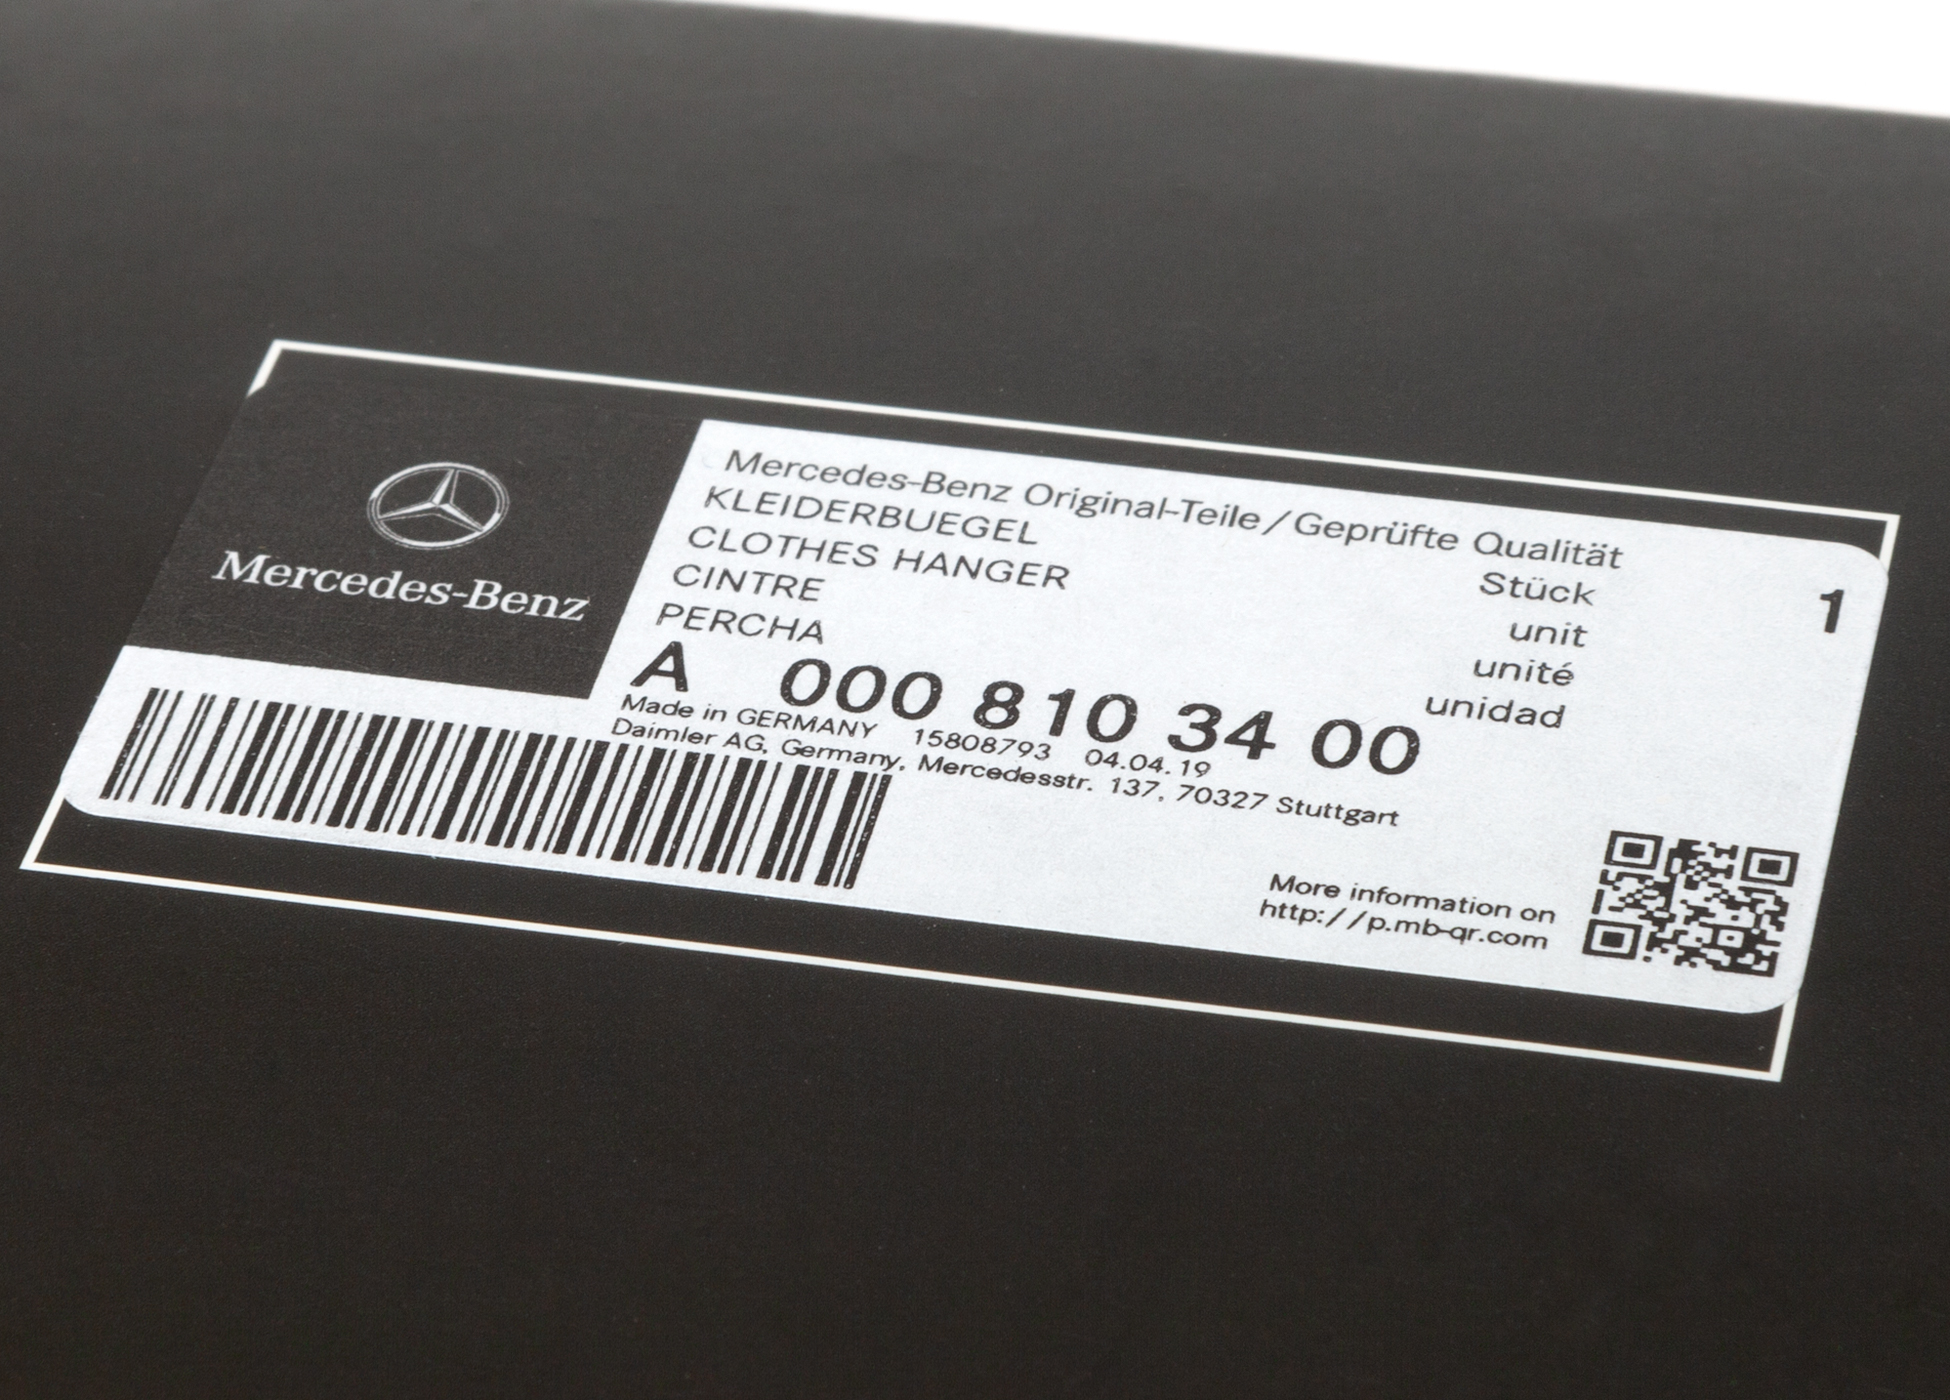 Mercedes-Benz
Mercedes-Benz Original-Teile/Geprüfte Qualität
KLEIDERBUEGEL
CLOTHES HANGER
CINTRE
PERCHA
Stück
unit
unité
unidad
1
A 000 810 34 00
Made in GERMANY 15808793 04.04.19
Daimler AG, Germany, Mercedesstr. 137, 70327 Stuttgart
More information on
http://p.mb-qr.com